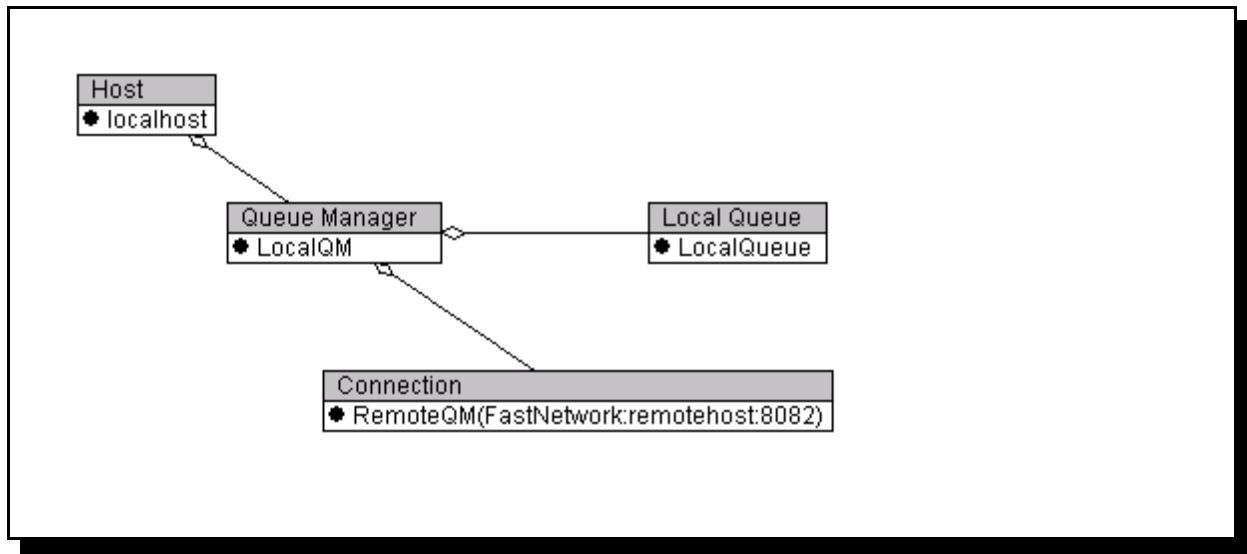 Host
localhost
Queue Manager
LocalQM
Local Queue
LocalQueue
Connection
RemoteQM(FastNetwork:remotehost:8082)